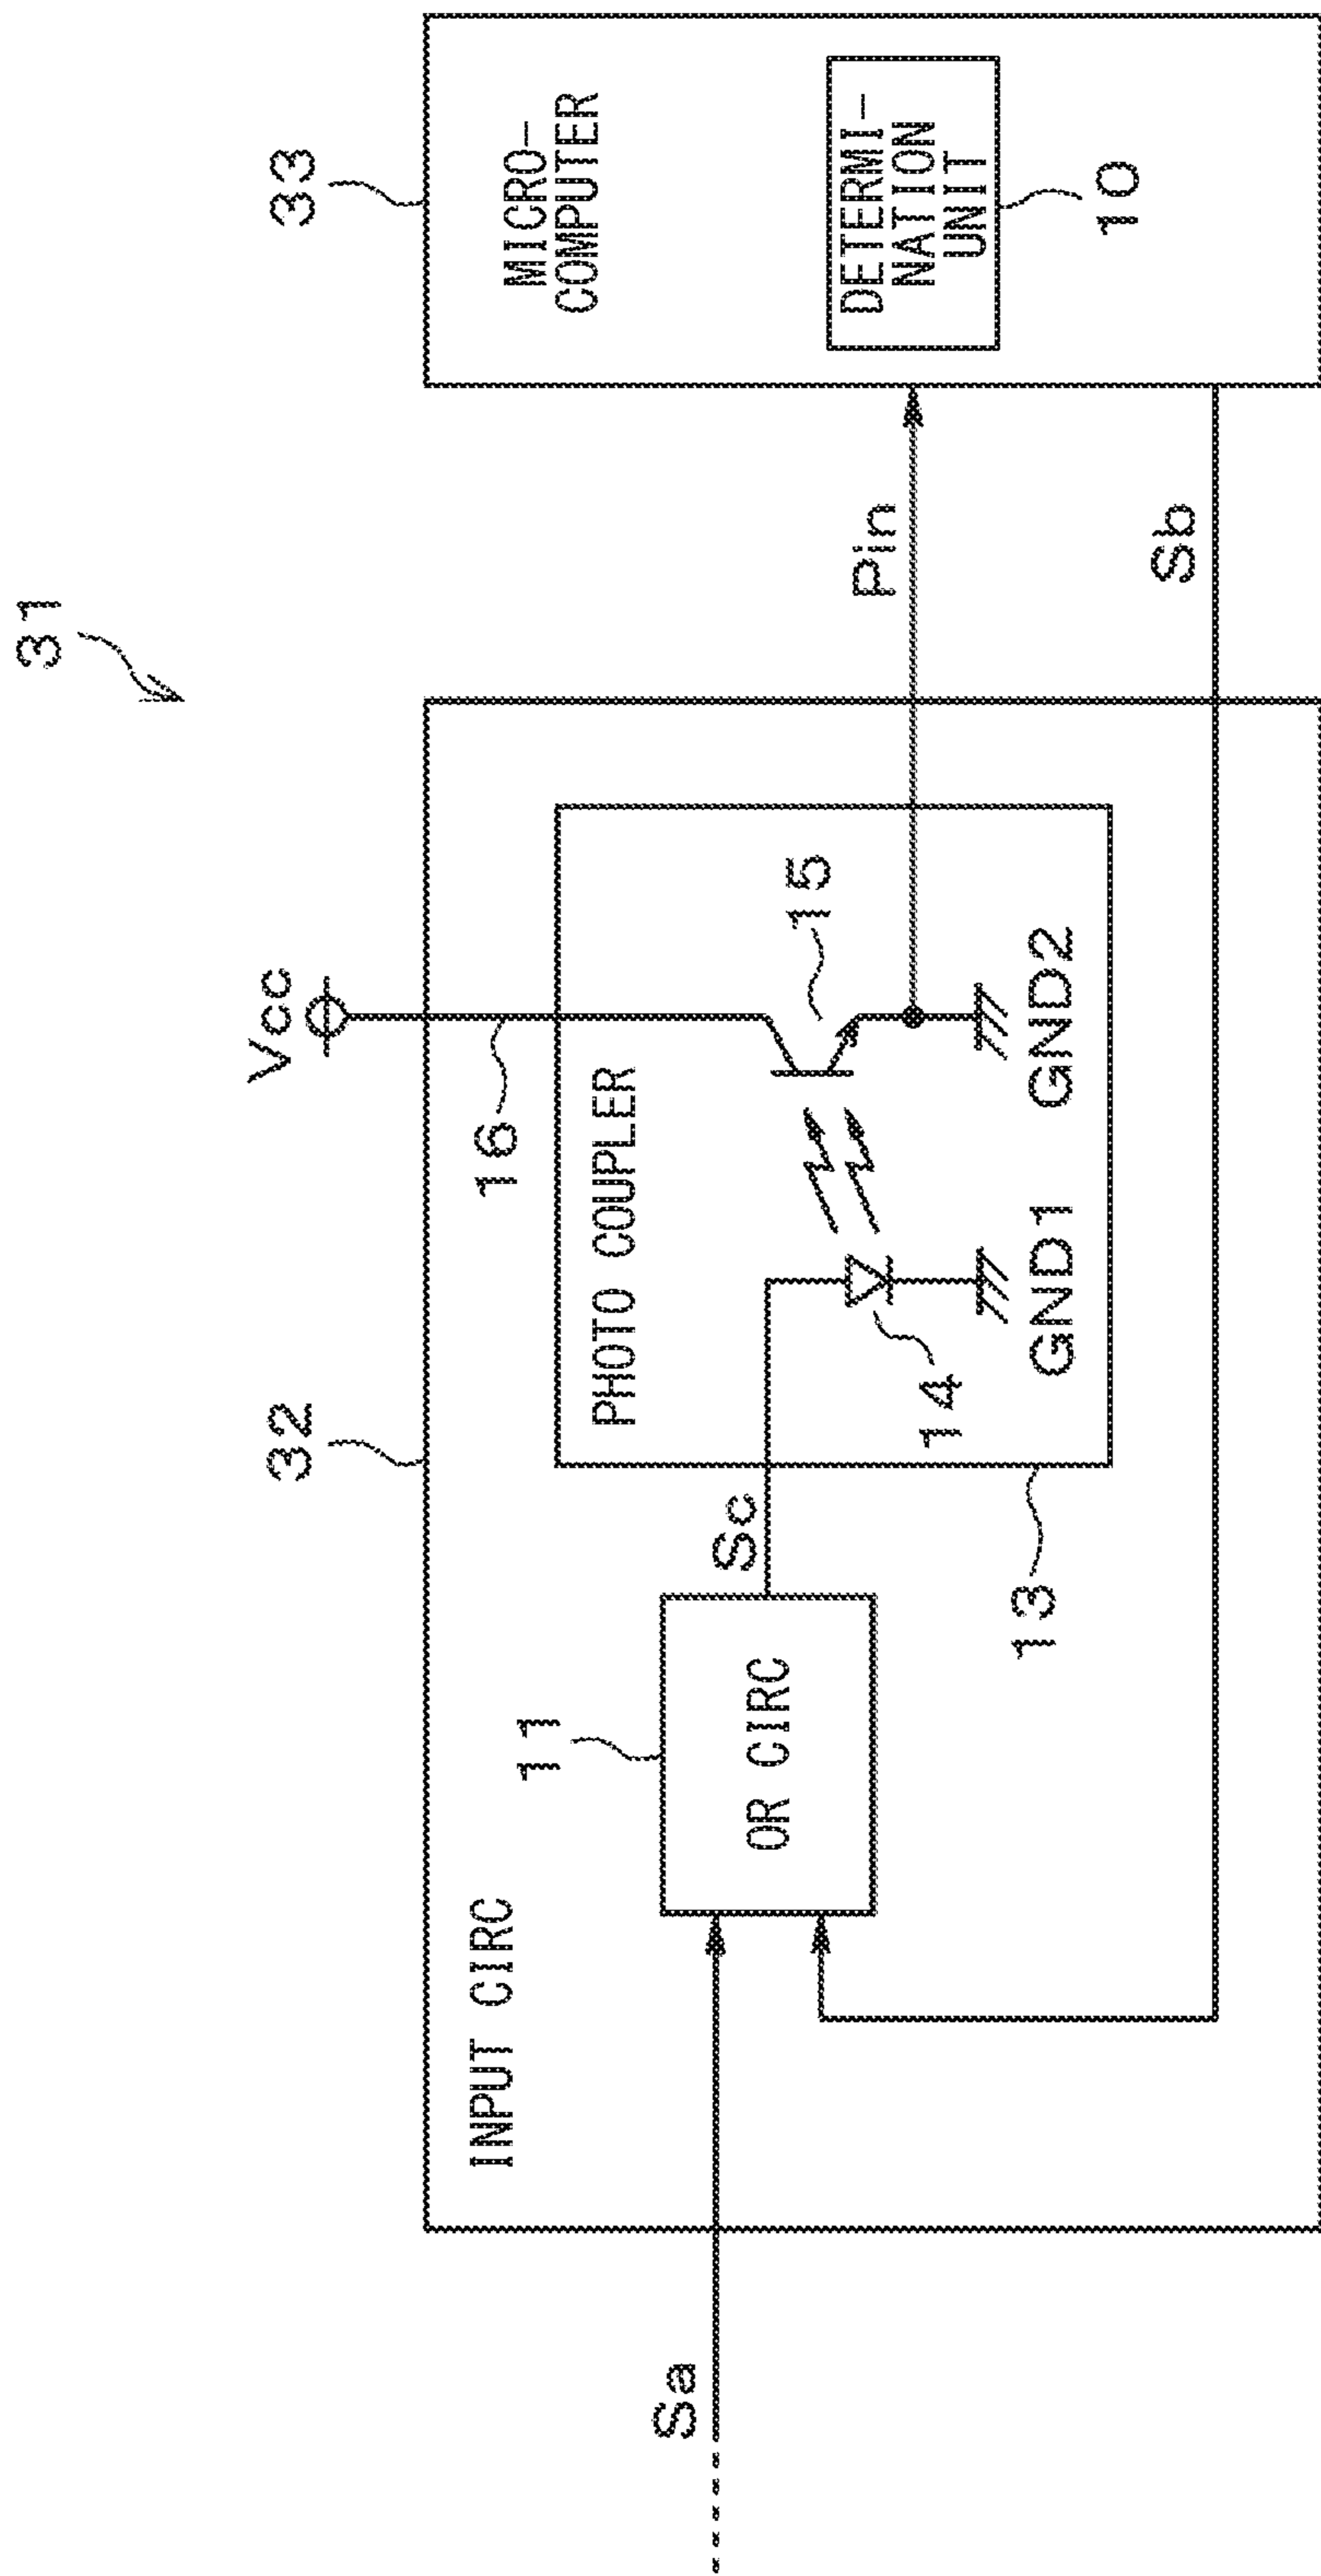 31
32
33
Vcc
INPUT CIRC
16
MICRO-
COMPUTER
11
PHOTO COUPLER
Sa
OR CIRC
Sc
15
Pin
DETERMI-
NATION
UNIT
14
13
GND1
GND2
10
Sb